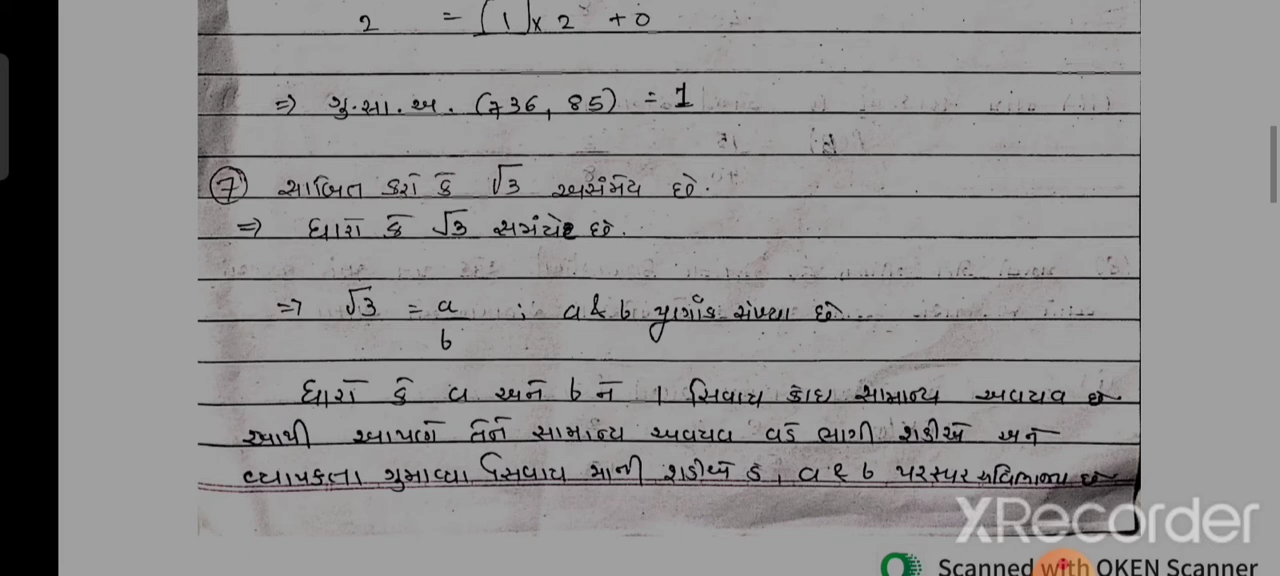 2 = 1 × 2 + 0
⇒ ગુ.સા.અ. (736, 85) = 1
7 સાબિત કરો કે √3 અસંમેય છે.
⇒ ધારો કે √3 સંમેય છે.
⇒ √3 = a/b ; a & b પૂર્ણાંક સંખ્યા છે.
ધારો કે a અને b ને 1 સિવાય કોઇ સામાન્ય અવયવ છે
આથી આપણે તેને સામાન્ય અવયવ વડે ભાગી શકીએ અને
વ્યાપકતા ગુમાવ્યા સિવાય માની શકીએ કે, a & b પરસ્પર અવિભાજ્ય છે
XRecorder
Scanned with OKEN Scanner